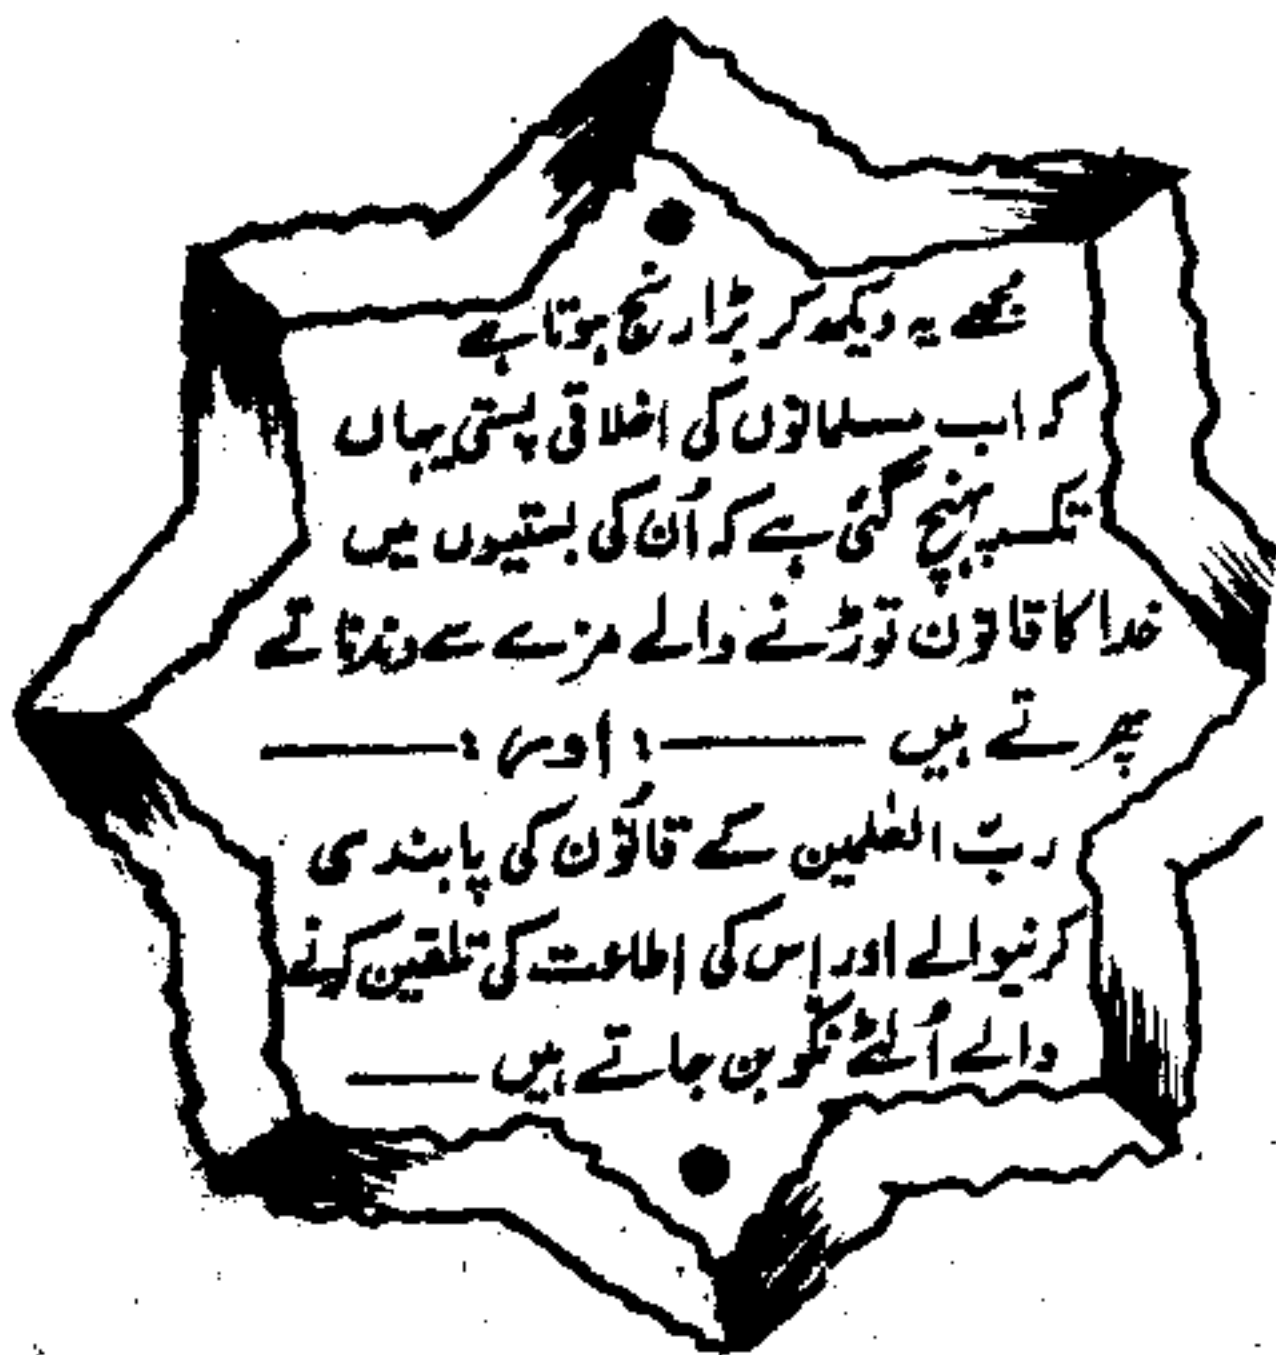 مجھے یہ دیکھ کر بڑا رنج ہوتا ہے
کہ اب مسلمانوں کی اخلاقی پستی یہاں
تک پہنچ گئی ہے کہ اُن کی بستیوں میں
خدا کا قانون توڑنے والے مزے سے دندناتے
پھرتے ہیں ——— ؛ اور ؛ ———
ربّ العٰلمین کے قانُون کی پابندی
کرنیوالے اور اِس کی اطاعت کی تلقین کرنے
والے اُلٹے نکّو بن جاتے ہیں ———